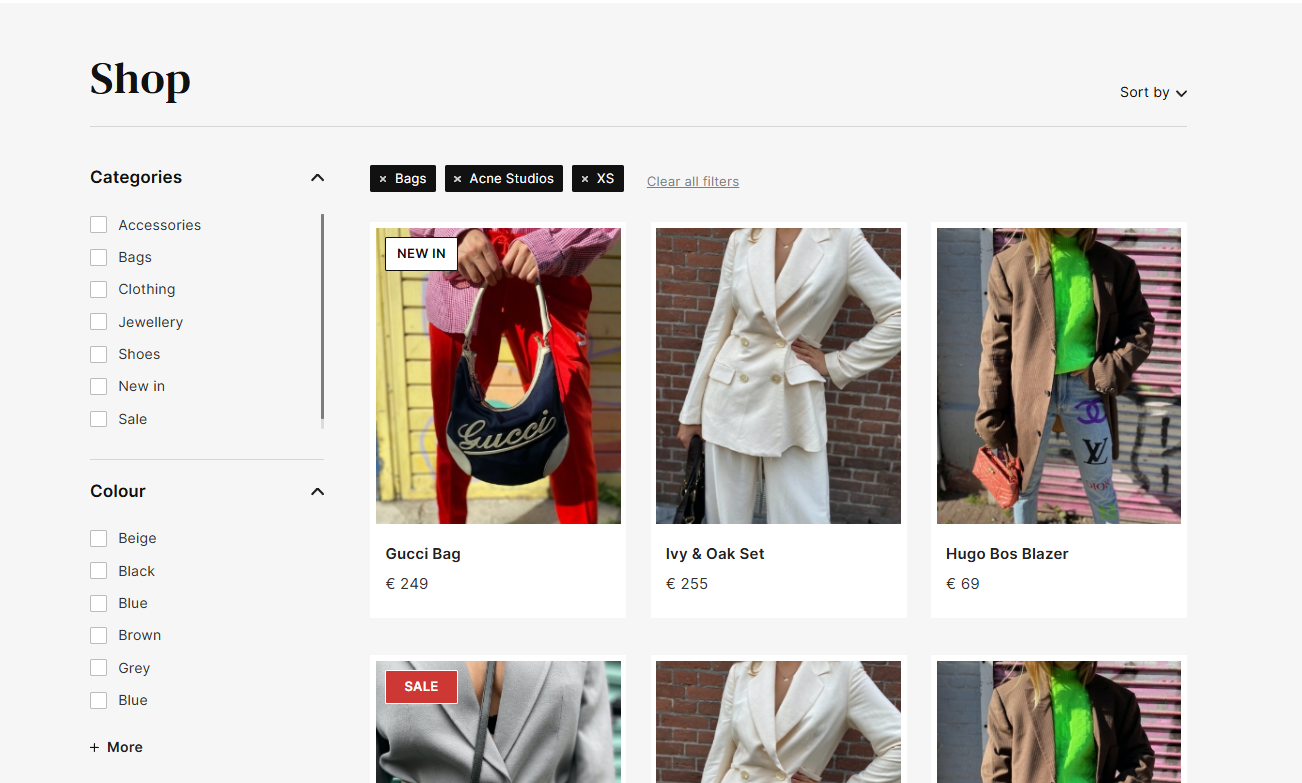 Shop
Sort by
Categories
Accessories
Bags
Clothing
Jewellery
Shoes
New in
Sale
Colour
Beige
Black
Blue
Brown
Grey
Blue
+ More
× Bags × Acne Studios × XS Clear all filters
NEW IN
Gucci
Gucci Bag
€ 249
Ivy & Oak Set
€ 255
LV
Hugo Bos Blazer
€ 69
SALE